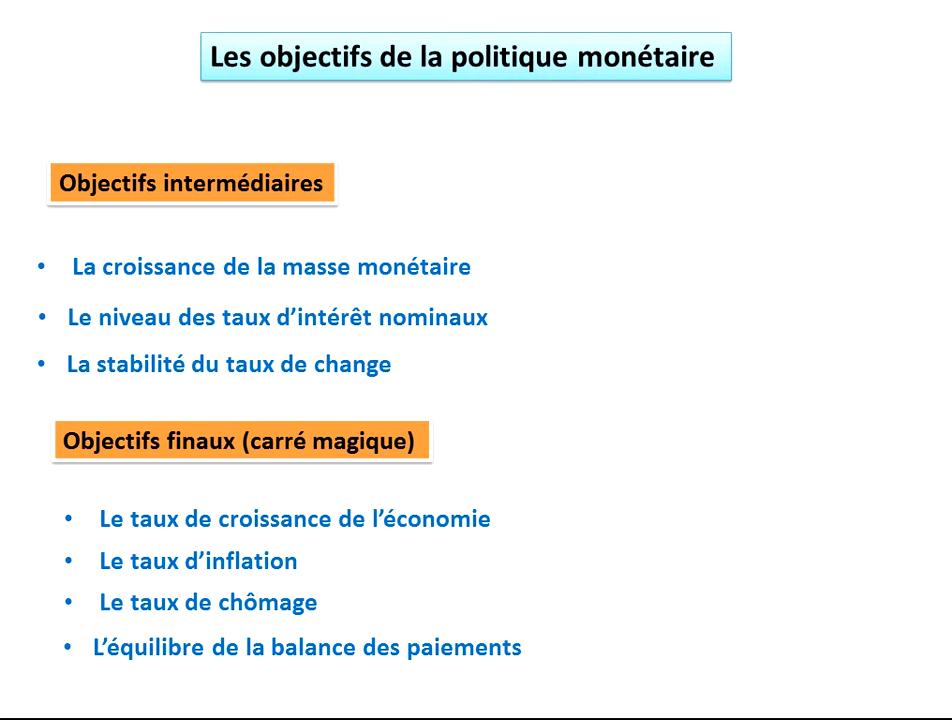 Les objectifs de la politique monétaire
Objectifs intermédiaires
• La croissance de la masse monétaire
• Le niveau des taux d’intérêt nominaux
• La stabilité du taux de change
Objectifs finaux (carré magique)
• Le taux de croissance de l’économie
• Le taux d’inflation
• Le taux de chômage
• L’équilibre de la balance des paiements